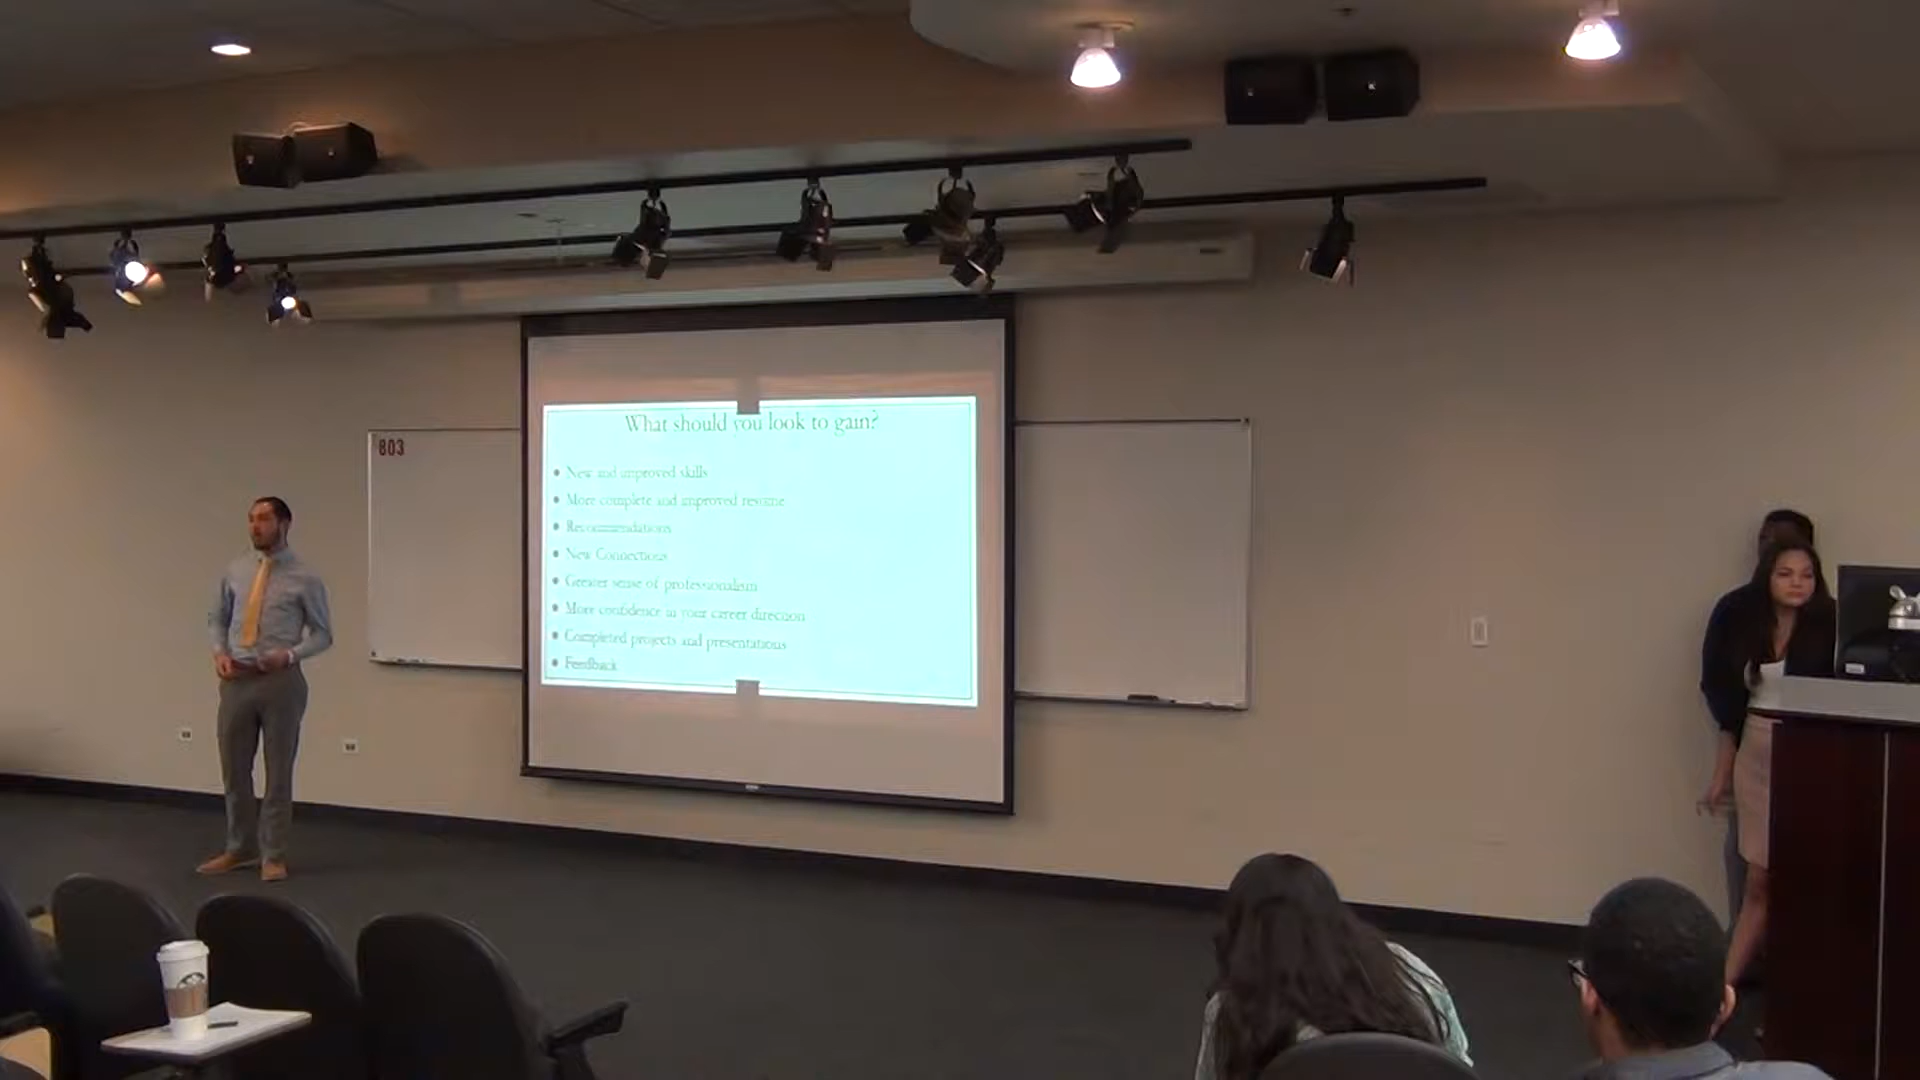 803
What should you look to gain?
New and improved skills
More complete and improved resume
Recommendations
New Connections
Greater sense of professionalism
More confidence in your career direction
Completed projects and presentations
Feedback